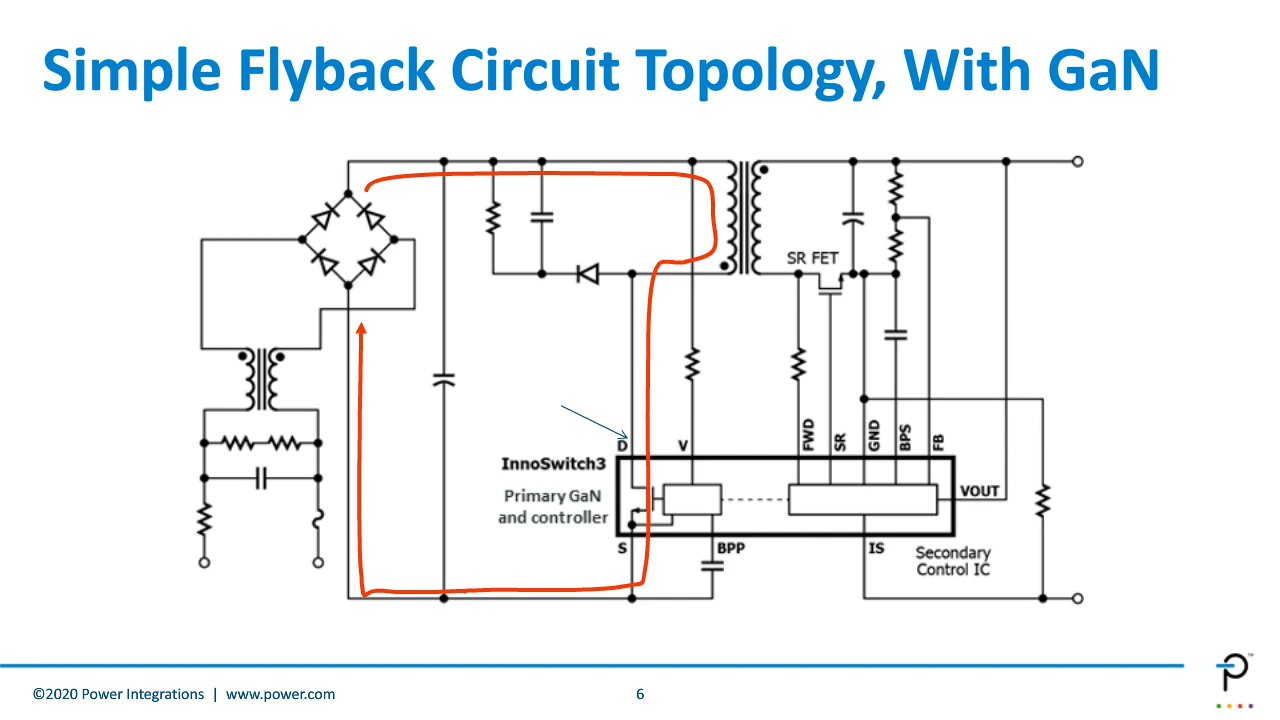 Simple Flyback Circuit Topology, With GaN
SR FET
D
V
FWD
SR
GND
BPS
FB
InnoSwitch3
Primary GaN
and controller
VOUT
S
BPP
IS
Secondary
Control IC
©2020 Power Integrations | www.power.com
6
TM